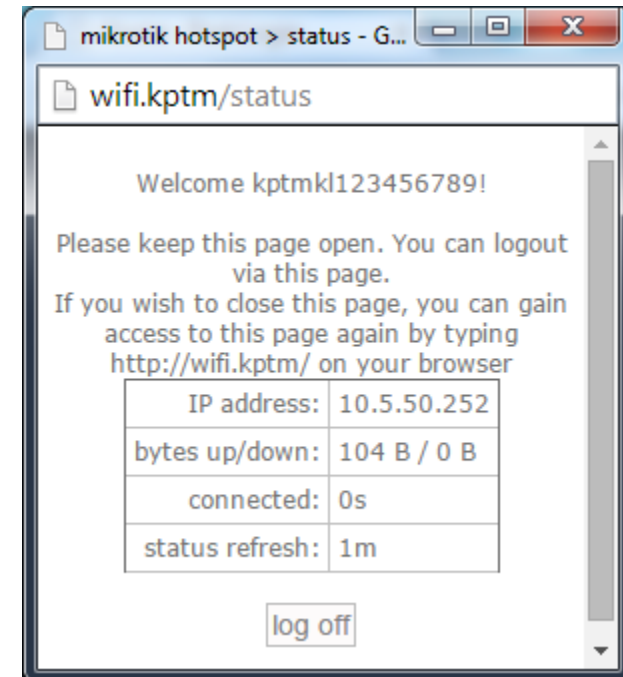 mikrotik hotspot > status - G...
wifi.kptm/status
Welcome kptmkl123456789!
Please keep this page open. You can logout
via this page.
If you wish to close this page, you can gain
access to this page again by typing
http://wifi.kptm/ on your browser
IP address: 10.5.50.252
bytes up/down: 104 B / 0 B
connected: 0s
status refresh: 1m
log off